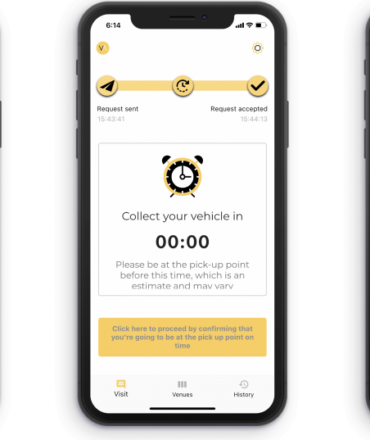 6:14
V
Request sent
Request accepted
15:43:41
15:44:13
Collect your vehicle in
00:00
Please be at the pick-up point
before this time, which is an
estimate and may vary
Click here to proceed by confirming that
you're going to be at the pick up point on
time
Visit
Venues
History